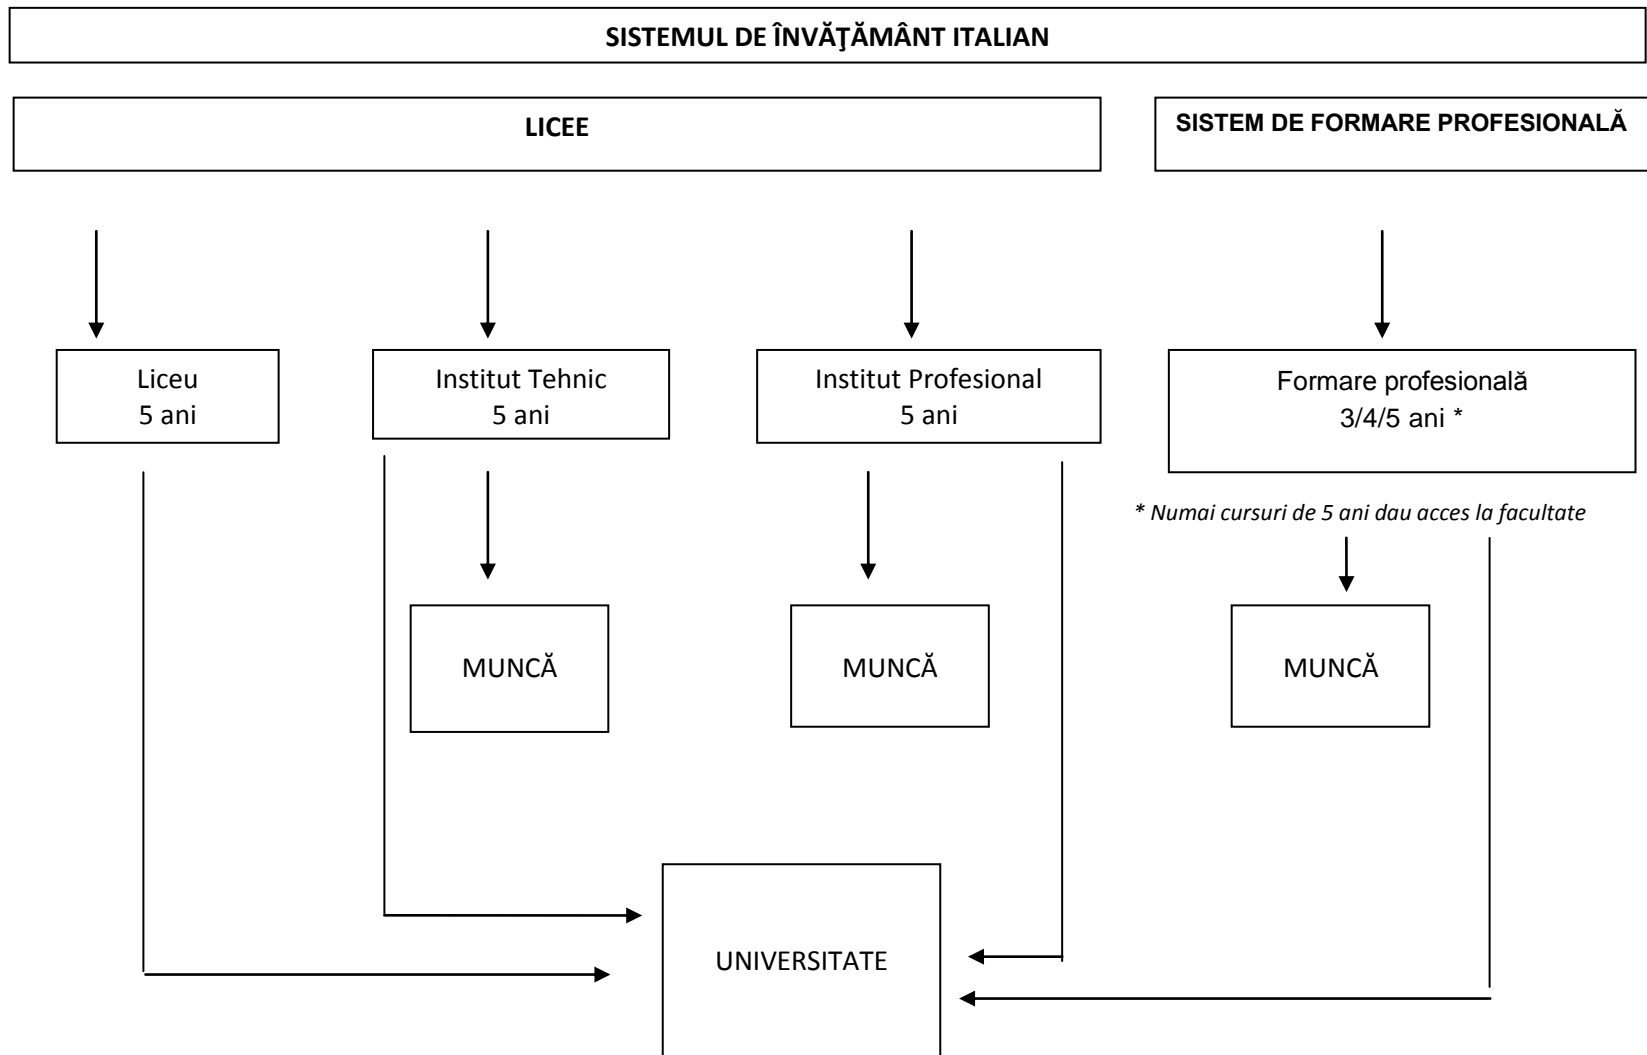 SISTEMUL DE ÎNVĂŢĂMÂNT ITALIAN
LICEE
SISTEM DE FORMARE PROFESIONALĂ
Liceu
5 ani
Institut Tehnic
5 ani
Institut Profesional
5 ani
Formare profesională
3/4/5 ani *
* Numai cursuri de 5 ani dau acces la facultate
MUNCĂ
MUNCĂ
MUNCĂ
UNIVERSITATE